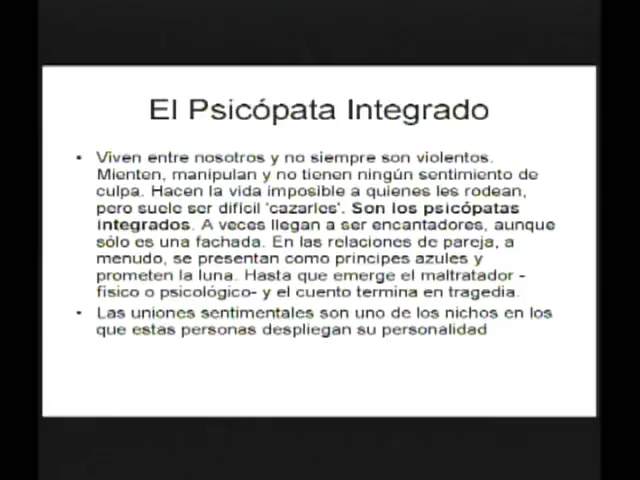 El Psicópata Integrado
• Viven entre nosotros y no siempre son violentos.
Mienten, manipulan y no tienen ningún sentimiento de
culpa. Hacen la vida imposible a quienes les rodean,
pero suele ser difícil 'cazarles'. Son los psicópatas
integrados. A veces llegan a ser encantadores, aunque
sólo es una fachada. En las relaciones de pareja, a
menudo, se presentan como príncipes azules y
prometen la luna. Hasta que emerge el maltratador -
físico o psicológico- y el cuento termina en tragedia.
• Las uniones sentimentales son uno de los nichos en los
que estas personas despliegan su personalidad